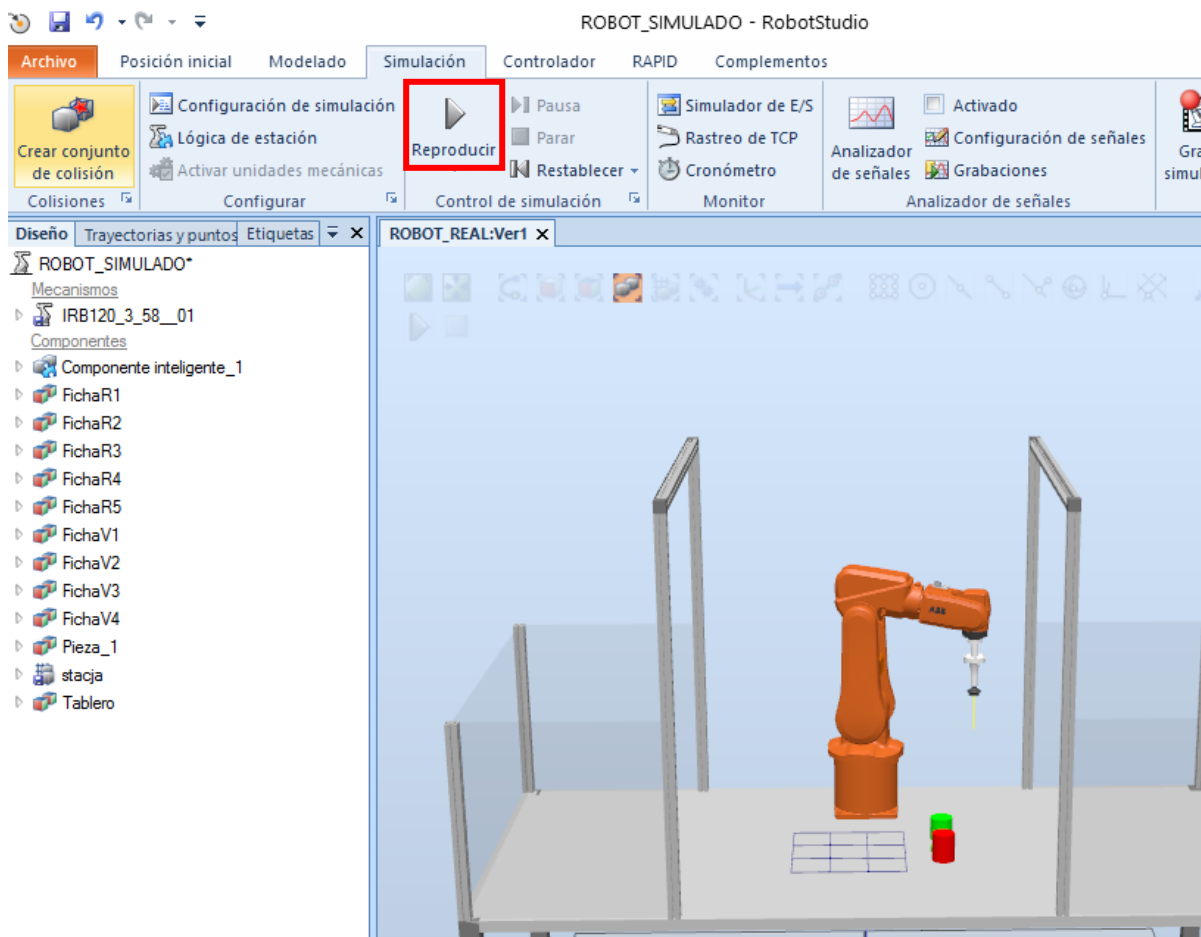 ROBOT_SIMULADO - RobotStudio
Archivo Posición inicial Modelado Simulación Controlador RAPID Complementos
Crear conjunto de colisión
Colisiones
Configuración de simulación
Lógica de estación
Activar unidades mecánicas
Configurar
Reproducir
Pausa
Parar
Restablecer
Control de simulación
Simulador de E/S
Rastreo de TCP
Cronómetro
Monitor
Analizador de señales
Activado
Configuración de señales
Grabaciones
Analizador de señales
Diseño Trayectorias y puntos Etiquetas
ROBOT_REAL:Ver1
ROBOT_SIMULADO*
Mecanismos
IRB120_3_58__01
Componentes
Componente inteligente_1
FichaR1
FichaR2
FichaR3
FichaR4
FichaR5
FichaV1
FichaV2
FichaV3
FichaV4
Pieza_1
stacja
Tablero
ABB